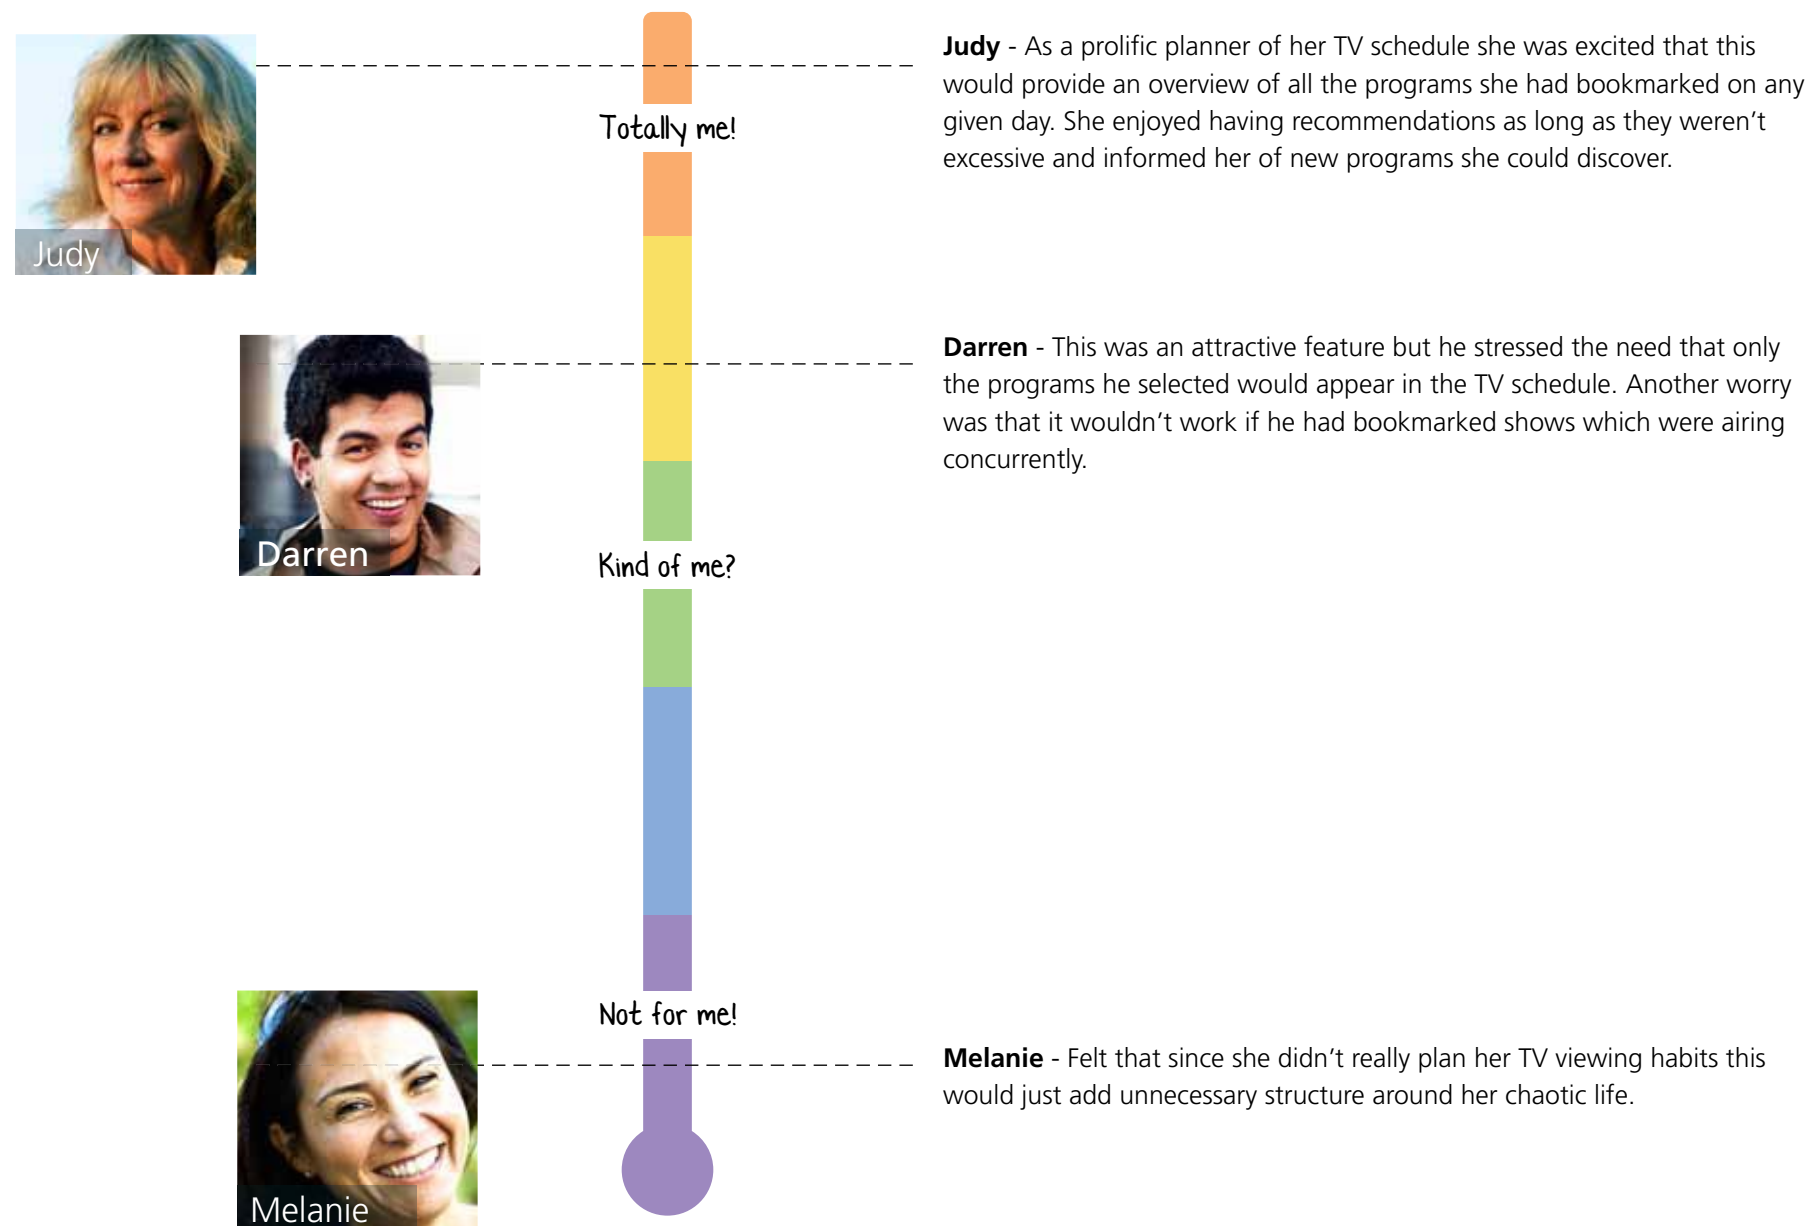 Judy - As a prolific planner of her TV schedule she was excited that this
would provide an overview of all the programs she had bookmarked on any
given day. She enjoyed having recommendations as long as they weren’t
excessive and informed her of new programs she could discover.
Totally me!
Judy
Darren - This was an attractive feature but he stressed the need that only
the programs he selected would appear in the TV schedule. Another worry
was that it wouldn’t work if he had bookmarked shows which were airing
concurrently.
Darren
Kind of me?
Not for me!
Melanie - Felt that since she didn’t really plan her TV viewing habits this
would just add unnecessary structure around her chaotic life.
Melanie